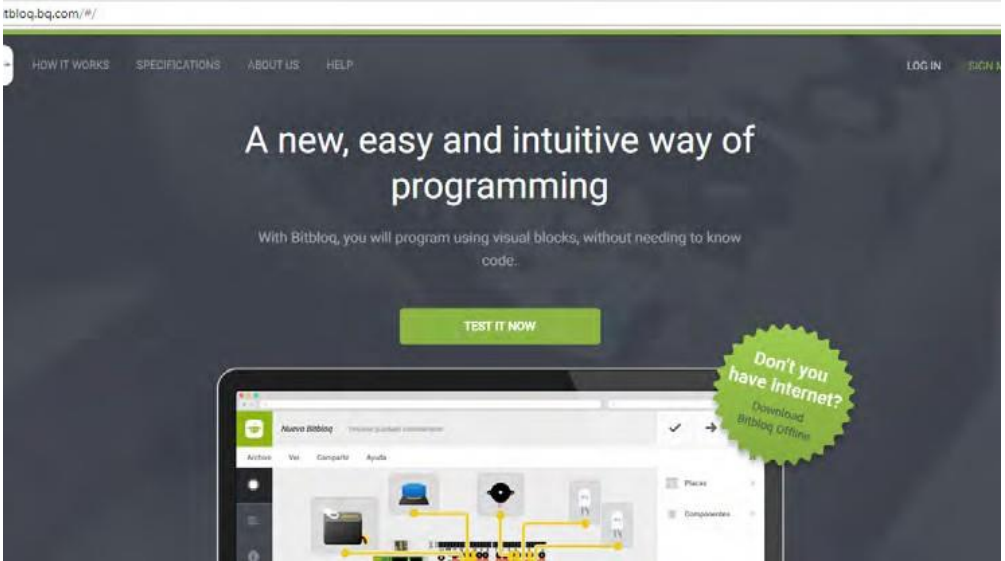 itbloq.bq.com/#/
HOW IT WORKS SPECIFICATIONS ABOUT US HELP LOG IN SIGN
A new, easy and intuitive way of
programming
With Bitbloq, you will program using visual blocks, without needing to know
code.
TEST IT NOW
Don't you
have internet?
Download
Bitbloq Offline
Nuevo Bitbloq
Archivo Ver Compartir Ayuda
Placas
Componentes